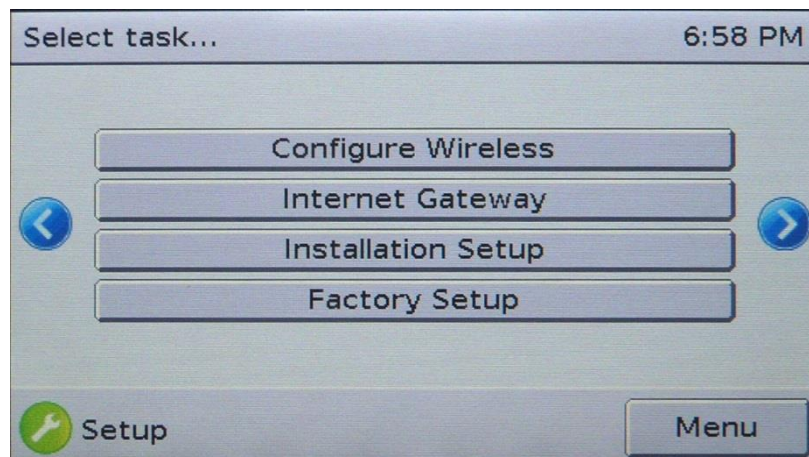 Select task... 6:58 PM
Configure Wireless
Internet Gateway
Installation Setup
Factory Setup
Setup Menu